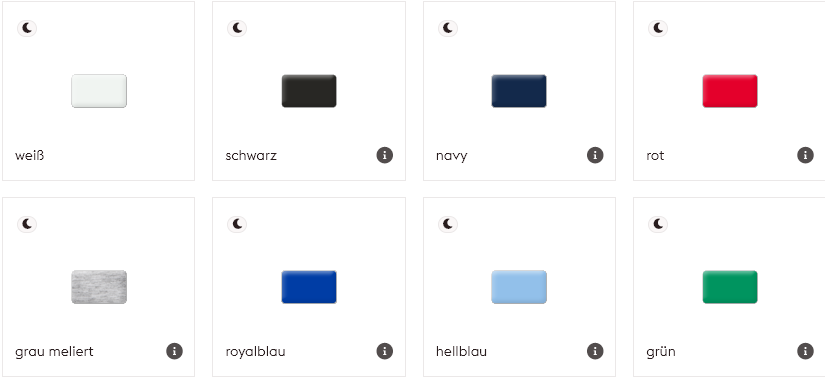 weiß
schwarz
navy
rot
grau meliert
royalblau
hellblau
grün